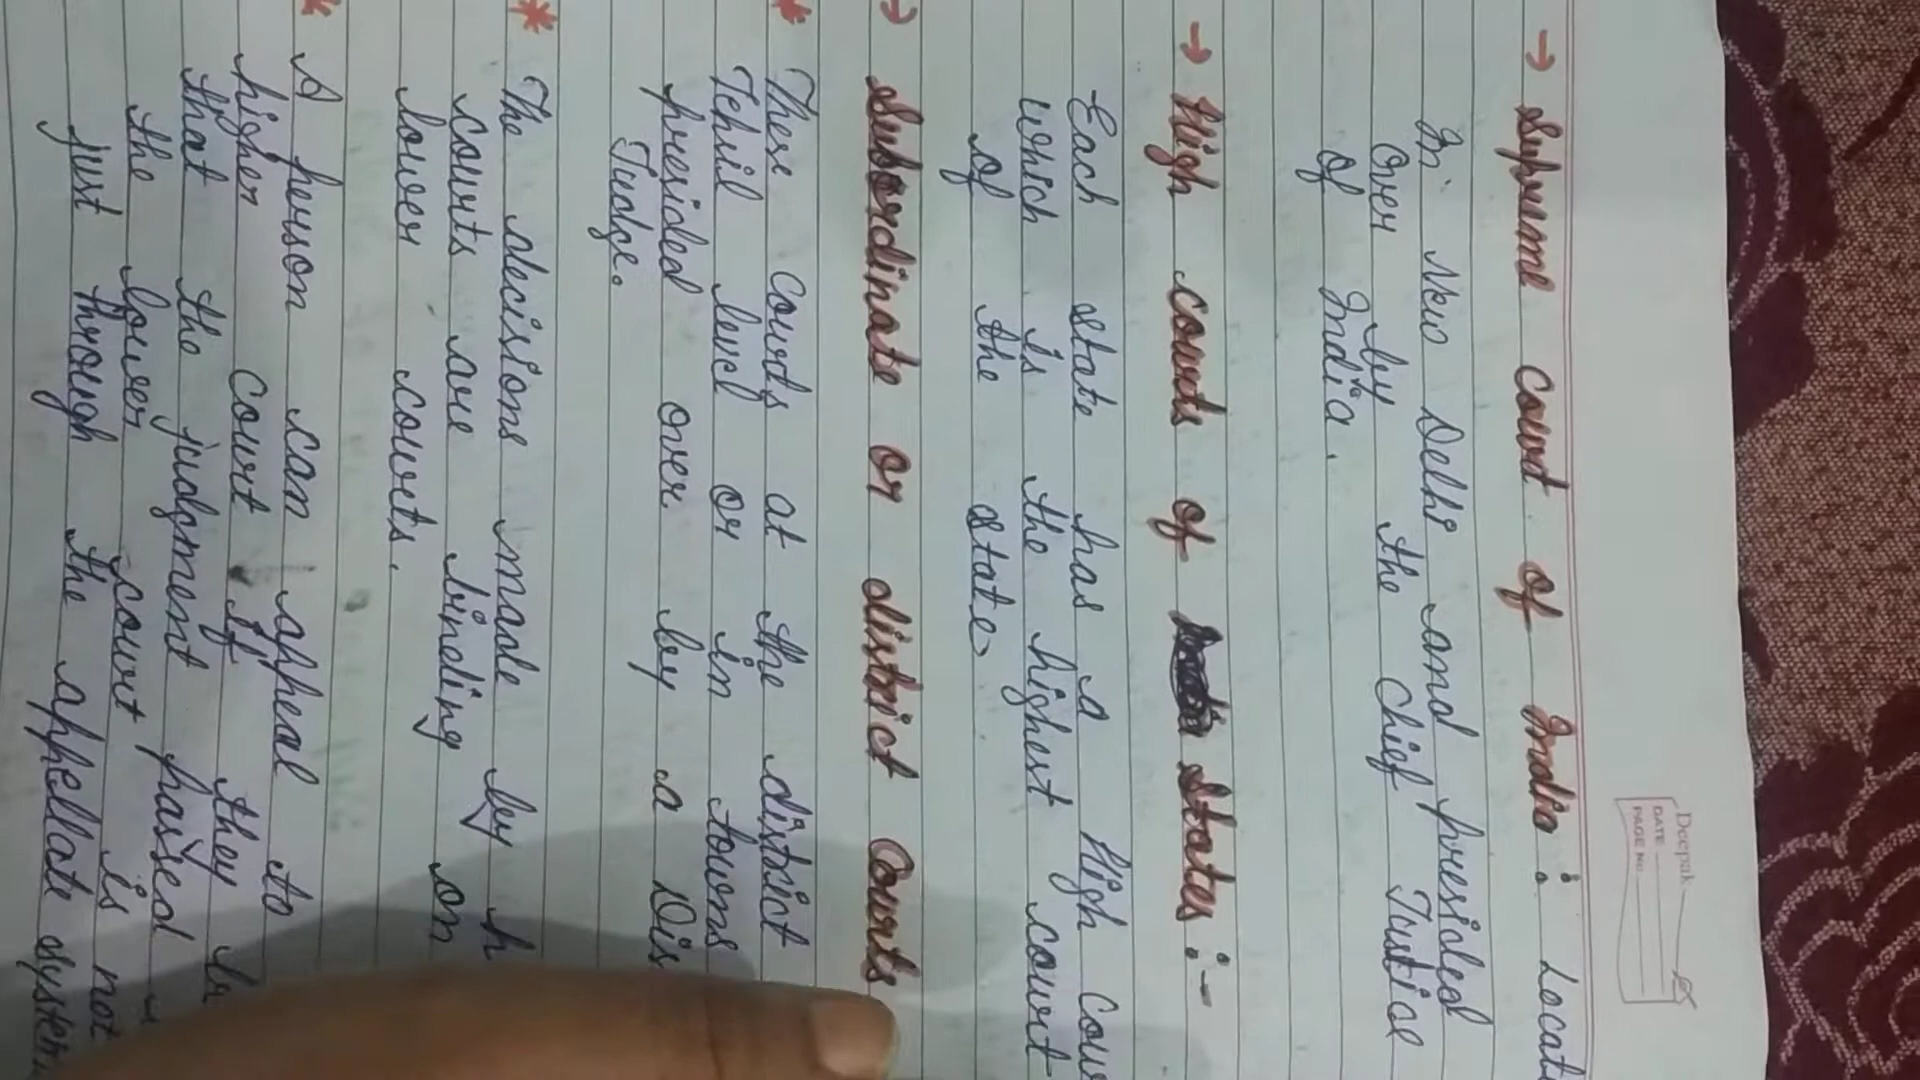 Deepak
DATE
PAGE NO.
→ Supreme Court of India :- Locat
In New Delhi and presided
Over by the Chief Justice
of India.
→ High courts of states :-
Each state has a High Cou
which is the highest court
of the state
→ Subordinate or district Courts
* These Courts at the district
Tehsil level or in towns
presided over by a Dis
Judge.
* The decisions made by h
courts are binding on
lower courts.
* A person can appeal to
higher court if they
that the judgment passed
the lower court is not
just through the appellate system